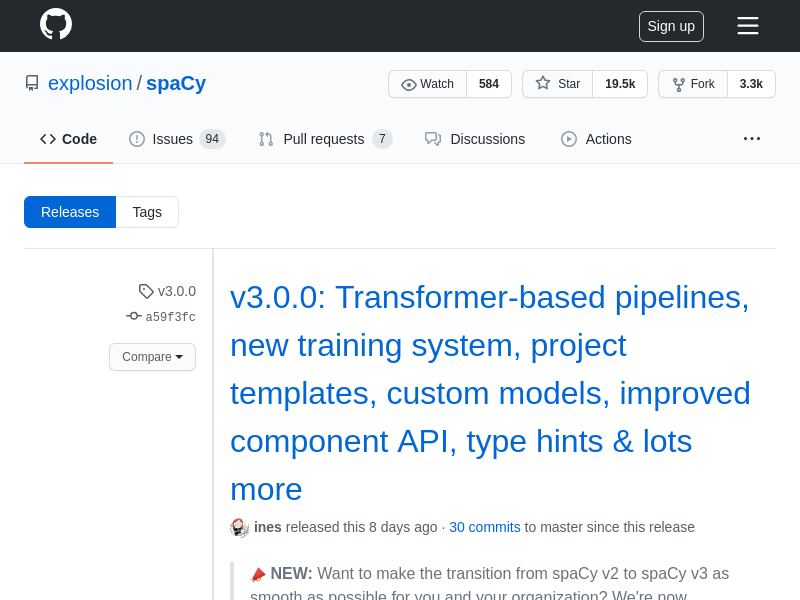 Sign up
explosion / spaCy
Watch 584
Star 19.5k
Fork 3.3k
Code
Issues 94
Pull requests 7
Discussions
Actions
Releases
Tags
v3.0.0
a59f3fc
Compare
v3.0.0: Transformer-based pipelines,
new training system, project
templates, custom models, improved
component API, type hints & lots
more
ines released this 8 days ago · 30 commits to master since this release
NEW: Want to make the transition from spaCy v2 to spaCy v3 as
smooth as possible for you and your organization? We're now